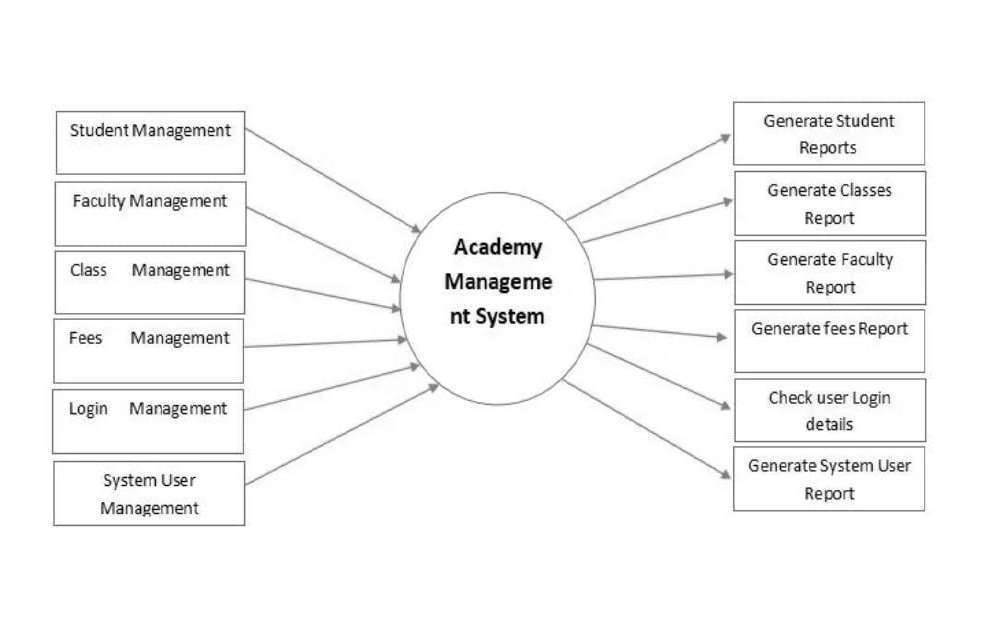 Student Management
Faculty Management
Class Management
Fees Management
Login Management
System User
Management
Academy
Manageme
nt System
Generate Student
Reports
Generate Classes
Report
Generate Faculty
Report
Generate fees Report
Check user Login
details
Generate System User
Report